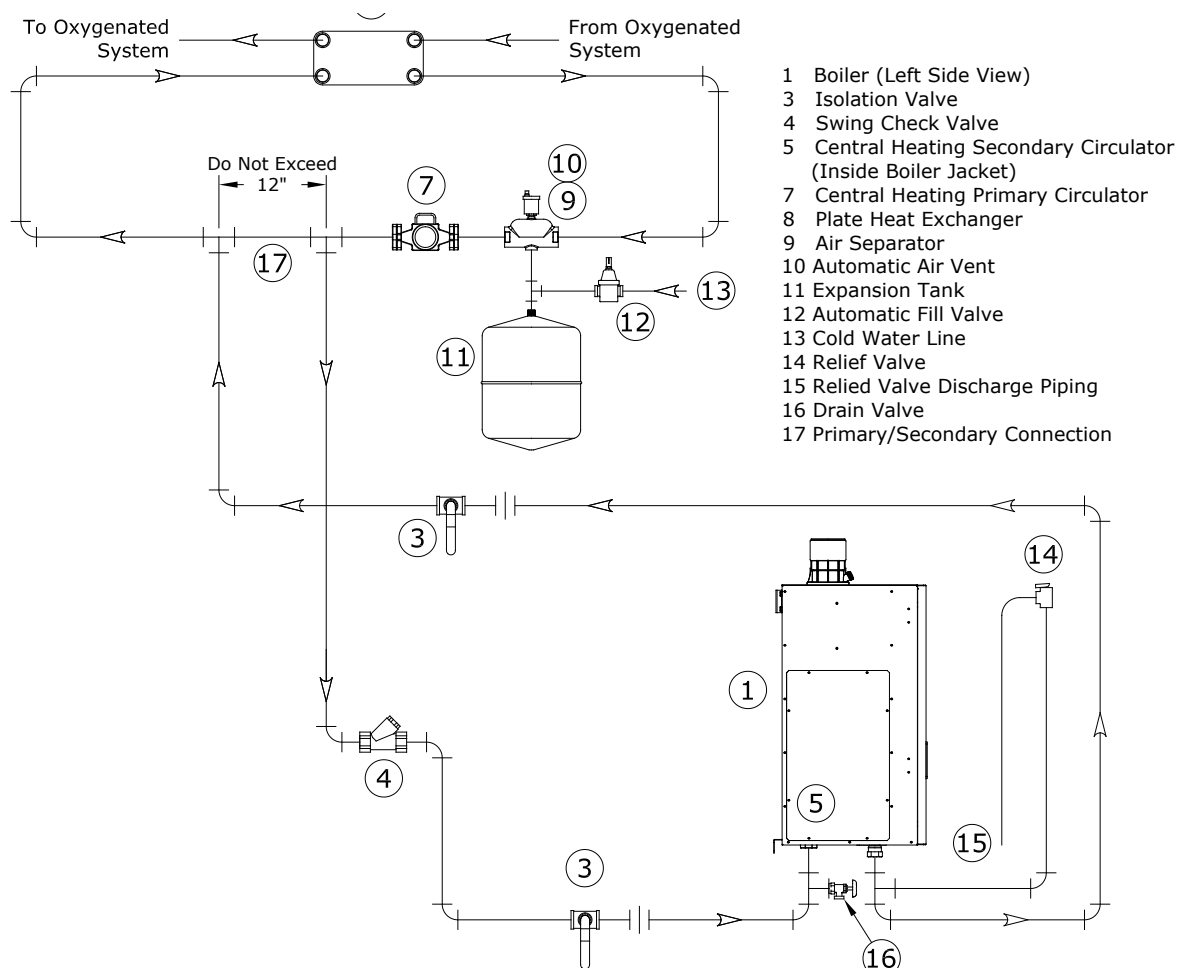 To Oxygenated
System
From Oxygenated
System
Do Not Exceed
12"
7
10
9
17
13
12
11
3
14
1
4
5
15
3
16
1 Boiler (Left Side View)
3 Isolation Valve
4 Swing Check Valve
5 Central Heating Secondary Circulator
(Inside Boiler Jacket)
7 Central Heating Primary Circulator
8 Plate Heat Exchanger
9 Air Separator
10 Automatic Air Vent
11 Expansion Tank
12 Automatic Fill Valve
13 Cold Water Line
14 Relief Valve
15 Relied Valve Discharge Piping
16 Drain Valve
17 Primary/Secondary Connection